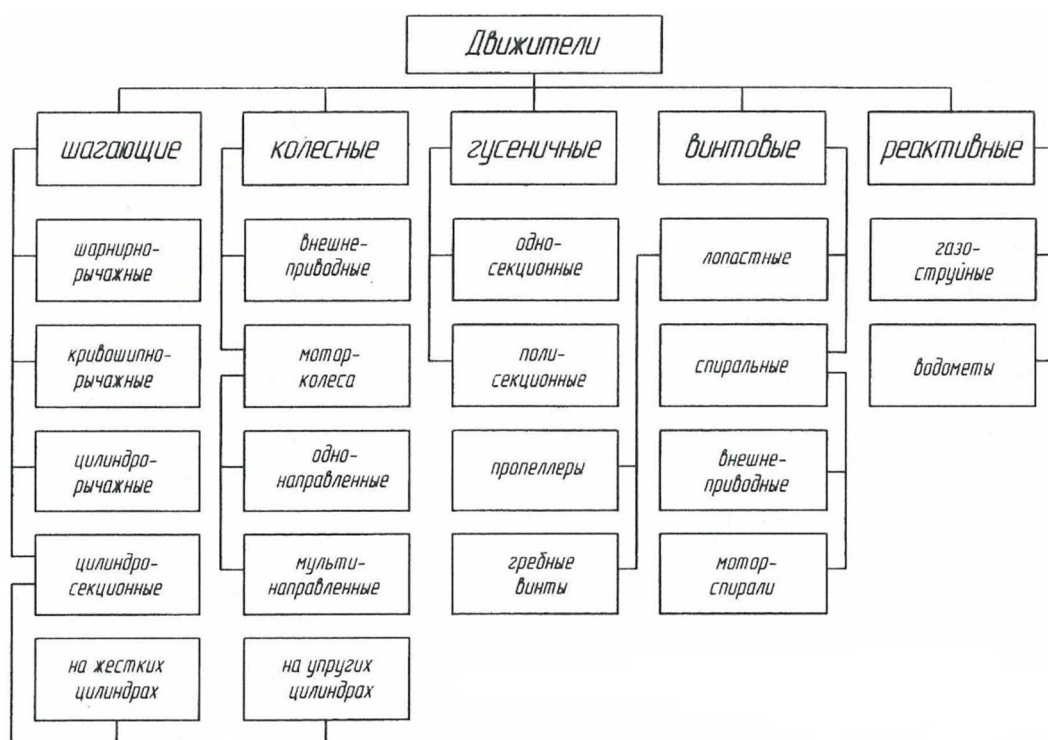 Движители
шагающие
колесные
гусеничные
винтовые
реактивные
шарнирно-
рычажные
внешне-
приводные
одно-
секционные
лопастные
газо-
струйные
кривошипно-
рычажные
мотор-
колеса
поли-
секционные
спиральные
водометы
цилиндро-
рычажные
одно-
направленные
пропеллеры
внешне-
приводные
цилиндро-
секционные
мульти-
направленные
гребные
винты
мотор-
спирали
на жестких
цилиндрах
на упругих
цилиндрах